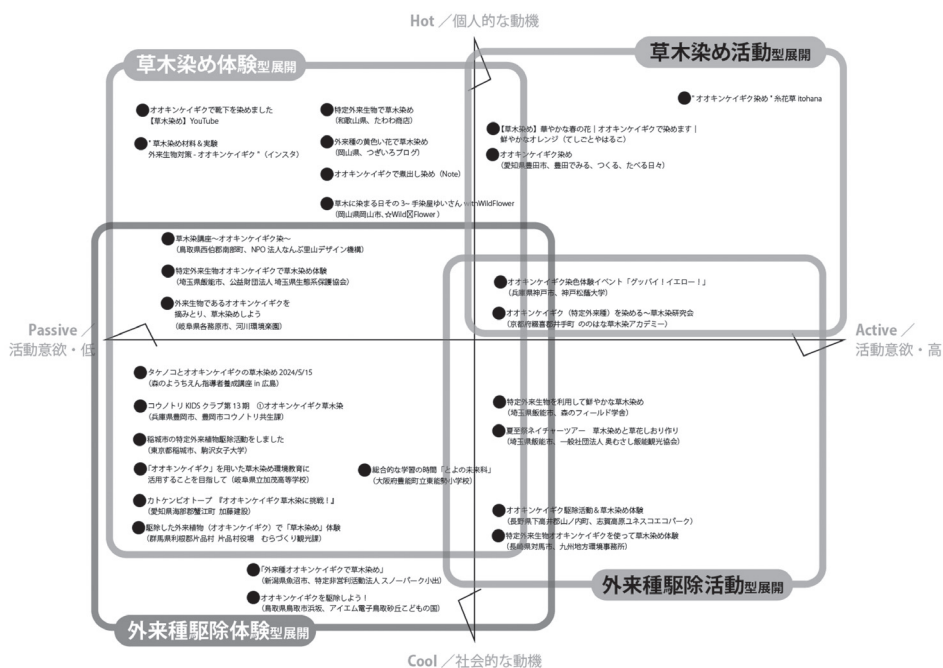 Hot ／個人的な動機
草木染め体験型展開
草木染め活動型展開
オオキンケイギクで靴下を染めました
【草木染め】YouTube
" 草木染め材料＆実験
外来生物対策 - オオキンケイギク "（インスタ）
特定外来生物で草木染め
（和歌山県、たわわ商店）
外来種の黄色い花で草木染め
（岡山県、つぎいろブログ）
オオキンケイギクで煮出し染め（Note）
草木に染まる日その 3~ 手染屋ゆいさん withWildFlower
（岡山県岡山市、☆Wild☒Flower ）
" オオキンケイギク染め " 糸花草 itohana
【草木染め】華やかな春の花｜オオキンケイギクで染めます｜
鮮やかなオレンジ（てしごとやはるこ）
オオキンケイギク染め
（愛知県豊田市、豊田でみる、つくる、たべる日々）
草木染講座～オオキンケイギク染～
（鳥取県西伯郡南部町、NPO 法人なんぶ里山デザイン機構）
特定外来生物オオキンケイギクで草木染め体験
（埼玉県飯能市、公益財団法人 埼玉県生態系保護協会）
外来生物であるオオキンケイギクを
摘みとり、草木染めしよう
（岐阜県各務原市、河川環境楽園）
オオキンケイギク染色体験イベント「グッバイ！イエロー！」
（兵庫県神戸市、神戸松蔭大学）
オオキンケイギク（特定外来種）を染める～草木染研究会
（京都府綴喜郡井手町 ののはな草木染アカデミー）
Passive ／
活動意欲・低
Active ／
活動意欲・高
タケノコとオオキンケイギクの草木染め 2024/5/15
（森のようちえん指導者養成講座 in 広島）
コウノトリ KIDS クラブ第 13 期　①オオキンケイギク草木染
（兵庫県豊岡市、豊岡市コウノトリ共生課）
稲城市の特定外来植物駆除活動をしました
（東京都稲城市、駒沢女子大学）
「オオキンケイギク」を用いた草木染め環境教育に
活用することを目指して（岐阜県立加茂高等学校）
カトケンビオトープ 『オオキンケイギク草木染に挑戦！』
（愛知県海部郡蟹江町 加藤建設）
駆除した外来植物（オオキンケイギク）で「草木染め」体験
（群馬県利根郡片品村 片品村役場　むらづくり観光課）
総合的な学習の時間「とよの未来科」
（大阪府豊能町立東能勢小学校）
特定外来生物を利用して鮮やかな草木染め
（埼玉県飯能市、森のフィールド学舎）
夏至祭ネイチャーツアー　草木染めと草花しおり作り
（埼玉県飯能市、一般社団法人 奥むさし飯能観光協会）
オオキンケイギク駆除活動＆草木染め体験
（長野県下高井郡山ノ内町、志賀高原ユネスコエコパーク）
特定外来生物オオキンケイギクを使って草木染め体験
（長崎県対馬市、九州地方環境事務所）
「外来種オオキンケイギクで草木染め」
（新潟県魚沼市、特定非営利活動法人 スノーパーク小出）
オオキンケイギクを駆除しよう！
（鳥取県鳥取市浜坂、アイエム電子鳥取砂丘こどもの国）
外来種駆除活動型展開
外来種駆除体験型展開
Cool ／社会的な動機